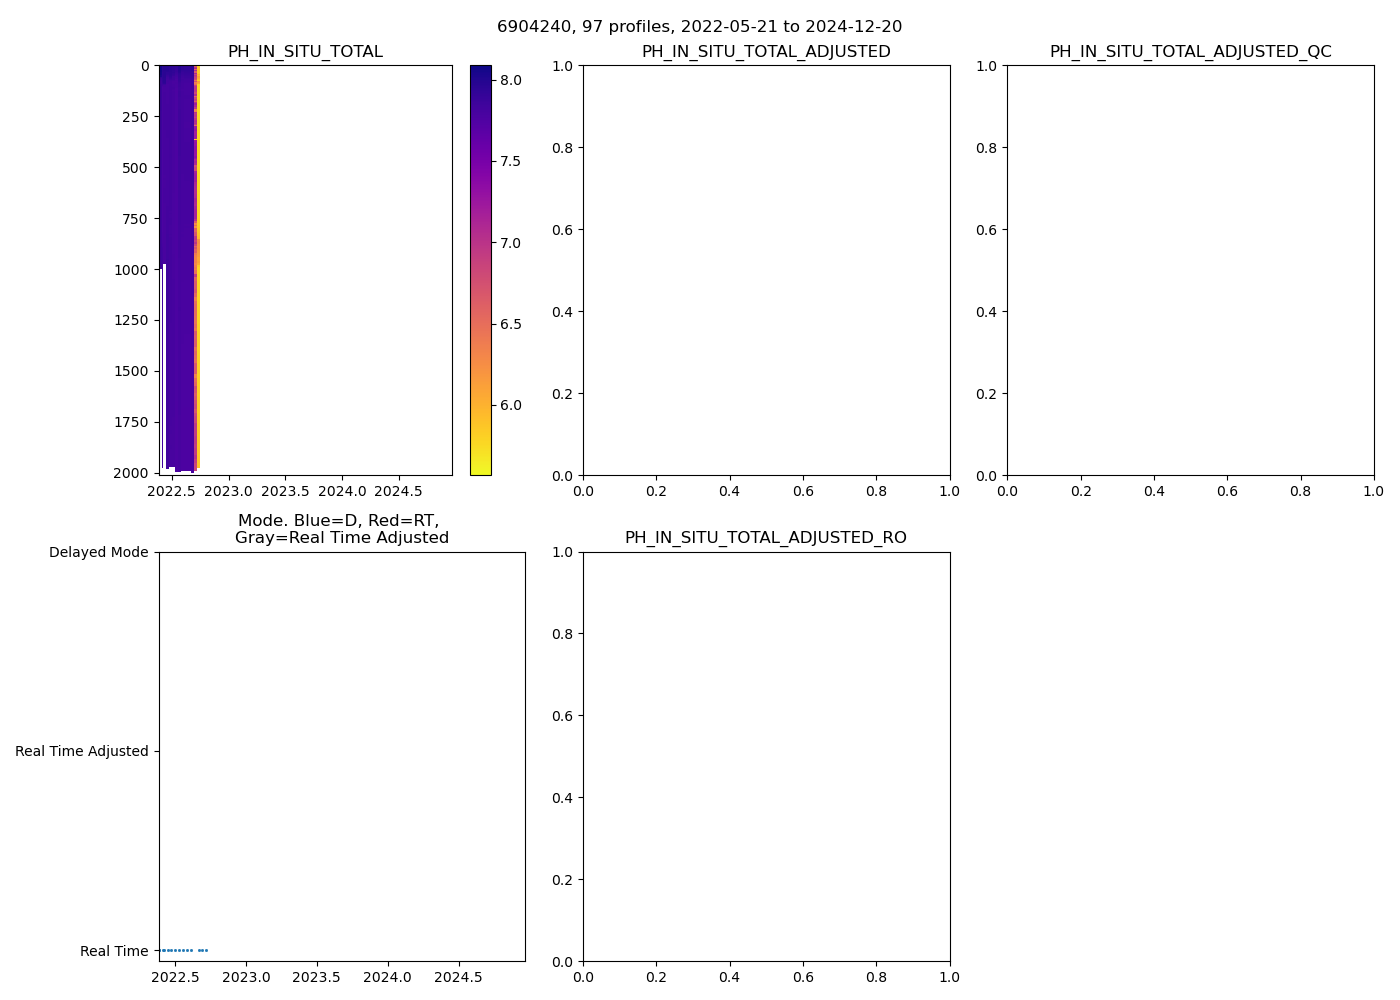 6904240, 97 profiles, 2022-05-21 to 2024-12-20
PH_IN_SITU_TOTAL
0
250
500
750
1000
1250
1500
1750
2000
2022.5 2023.0 2023.5 2024.0 2024.5
8.0
7.5
7.0
6.5
6.0
PH_IN_SITU_TOTAL_ADJUSTED
1.0
0.8
0.6
0.4
0.2
0.0
0.0 0.2 0.4 0.6 0.8 1.0
PH_IN_SITU_TOTAL_ADJUSTED_QC
1.0
0.8
0.6
0.4
0.2
0.0
0.0 0.2 0.4 0.6 0.8 1.0
Mode. Blue=D, Red=RT,
Gray=Real Time Adjusted
Delayed Mode
Real Time Adjusted
Real Time
2022.5 2023.0 2023.5 2024.0 2024.5
PH_IN_SITU_TOTAL_ADJUSTED_RO
1.0
0.8
0.6
0.4
0.2
0.0
0.0 0.2 0.4 0.6 0.8 1.0